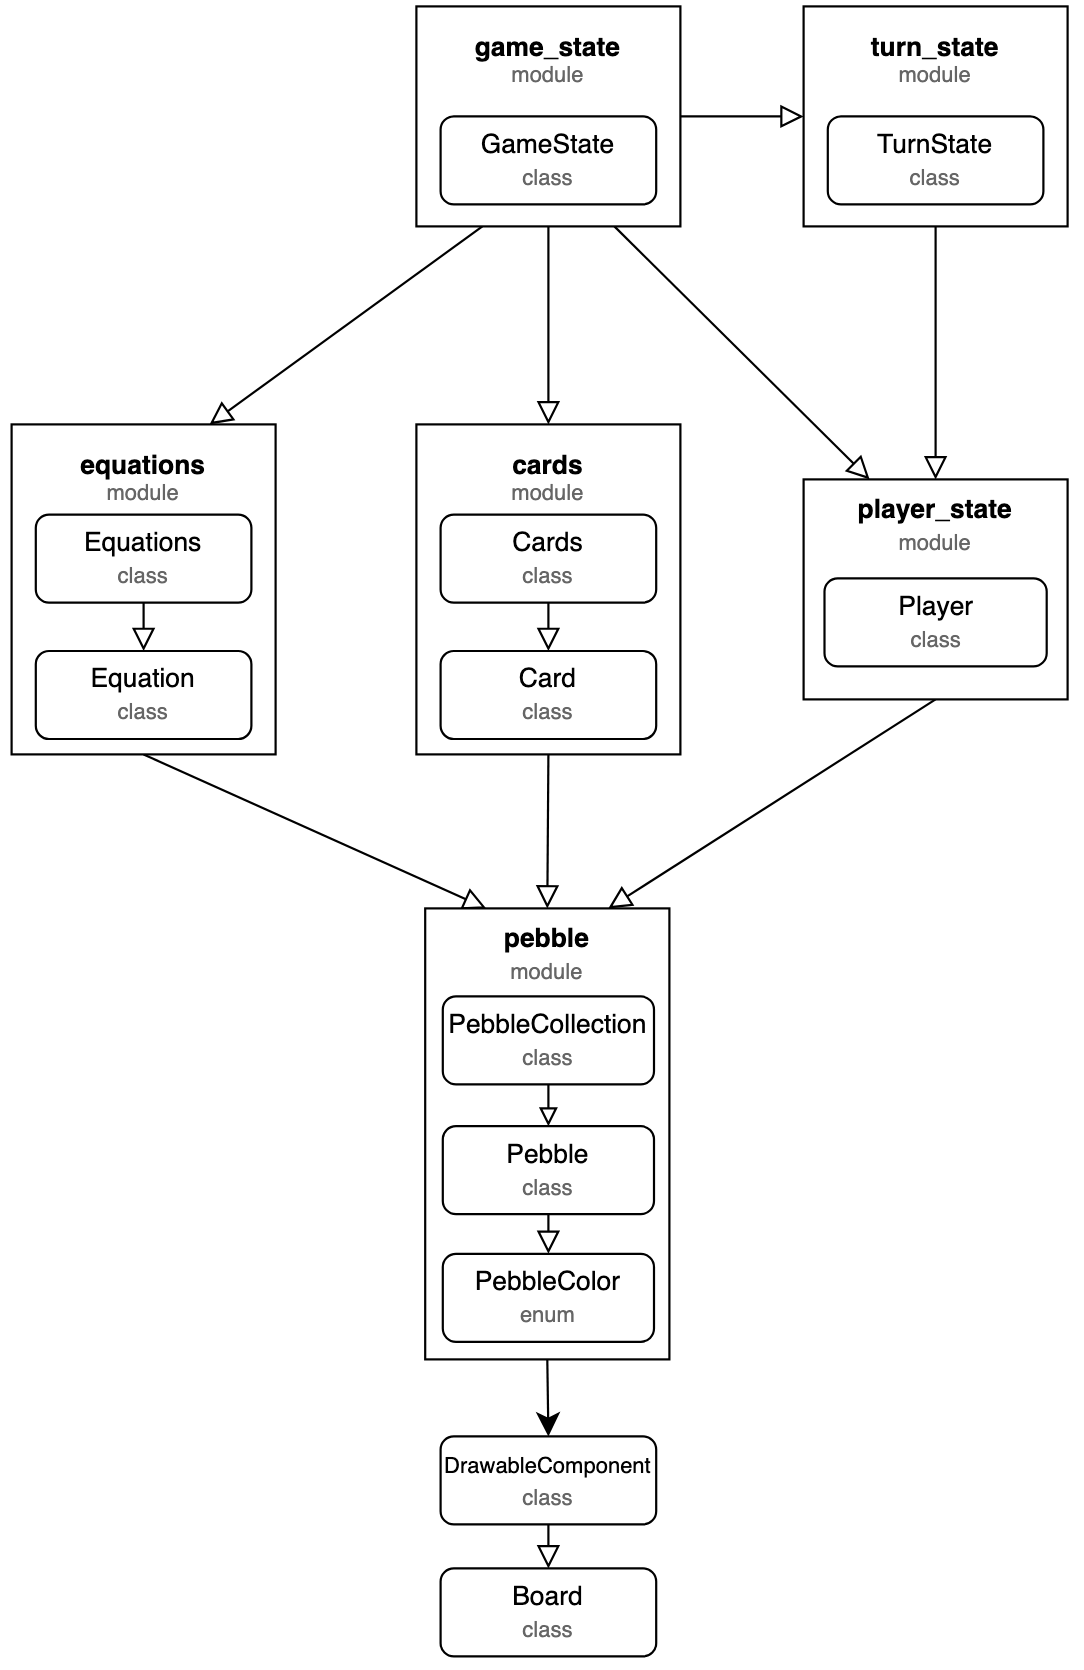 game_state
module
GameState
class
turn_state
module
TurnState
class
equations
module
Equations
class
Equation
class
cards
module
Cards
class
Card
class
player_state
module
Player
class
pebble
module
PebbleCollection
class
Pebble
class
PebbleColor
enum
DrawableComponent
class
Board
class